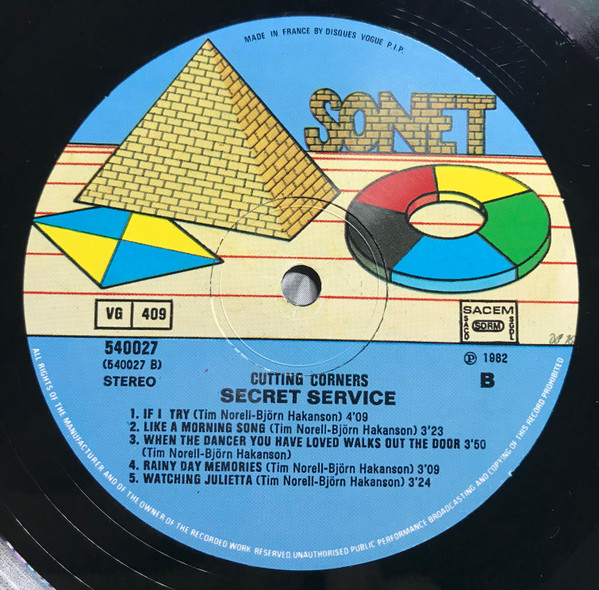 MADE IN FRANCE BY DISQUES VOGUE P.I.P.
SONET
VG 409
SACEM
SACD SDRM SGDL
540027
(540027 B)
STEREO
℗ 1982
B
CUTTING CORNERS
SECRET SERVICE
1. IF I TRY (Tim Norell-Björn Hakanson) 4'09
2. LIKE A MORNING SONG (Tim Norell-Björn Hakanson) 3'23
3. WHEN THE DANCER YOU HAVE LOVED WALKS OUT THE DOOR 3'50
(Tim Norell-Björn Hakanson)
4. RAINY DAY MEMORIES (Tim Norell-Björn Hakanson) 3'09
5. WATCHING JULIETTA (Tim Norell-Björn Hakanson) 3'24
ALL RIGHTS OF THE MANUFACTURER AND OF THE OWNER OF THE RECORDED WORK RESERVED UNAUTHORISED PUBLIC PERFORMANCE BROADCASTING AND COPYING OF THIS RECORD PROHIBITED